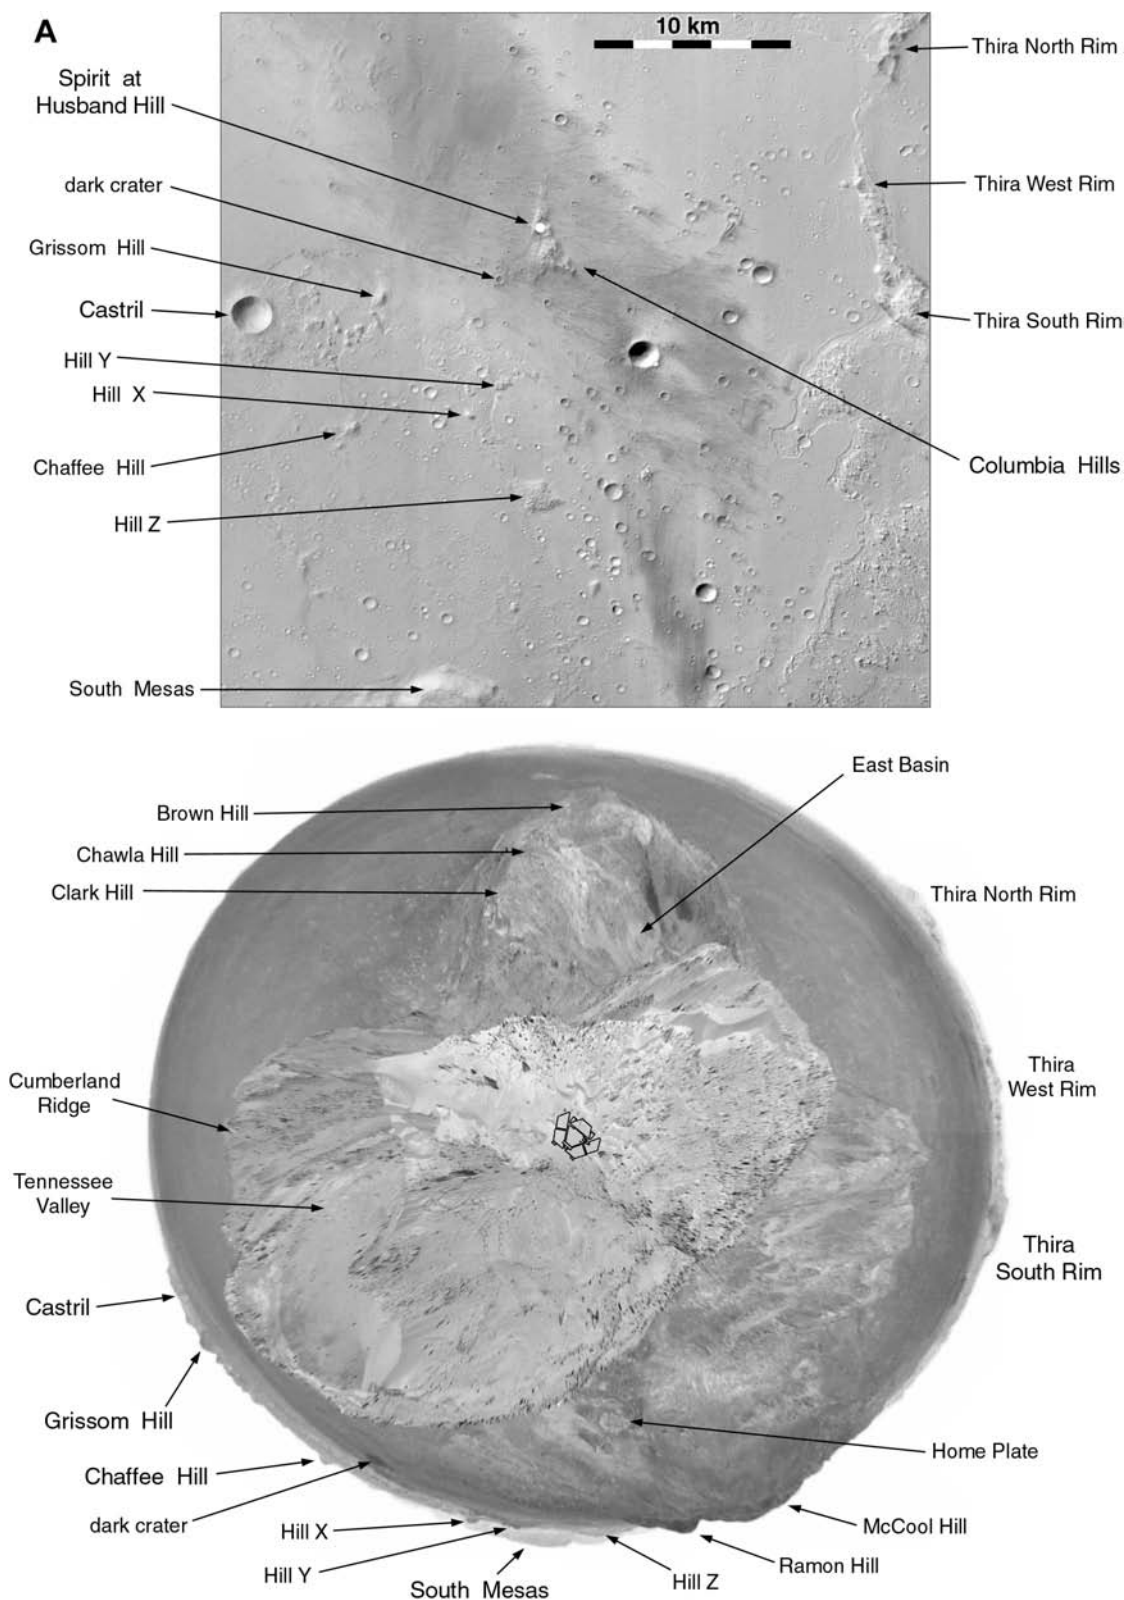 A
10 km
Thira North Rim
Spirit at
Husband Hill
dark crater
Thira West Rim
Grissom Hill
Castril
Thira South Rim
Hill Y
Hill X
Chaffee Hill
Columbia Hills
Hill Z
South Mesas
East Basin
Brown Hill
Chawla Hill
Clark Hill
Thira North Rim
Cumberland
Ridge
Thira
West Rim
Tennessee
Valley
Thira
South Rim
Castril
Grissom Hill
Home Plate
Chaffee Hill
dark crater
Hill X
McCool Hill
Hill Y
Ramon Hill
South Mesas
Hill Z